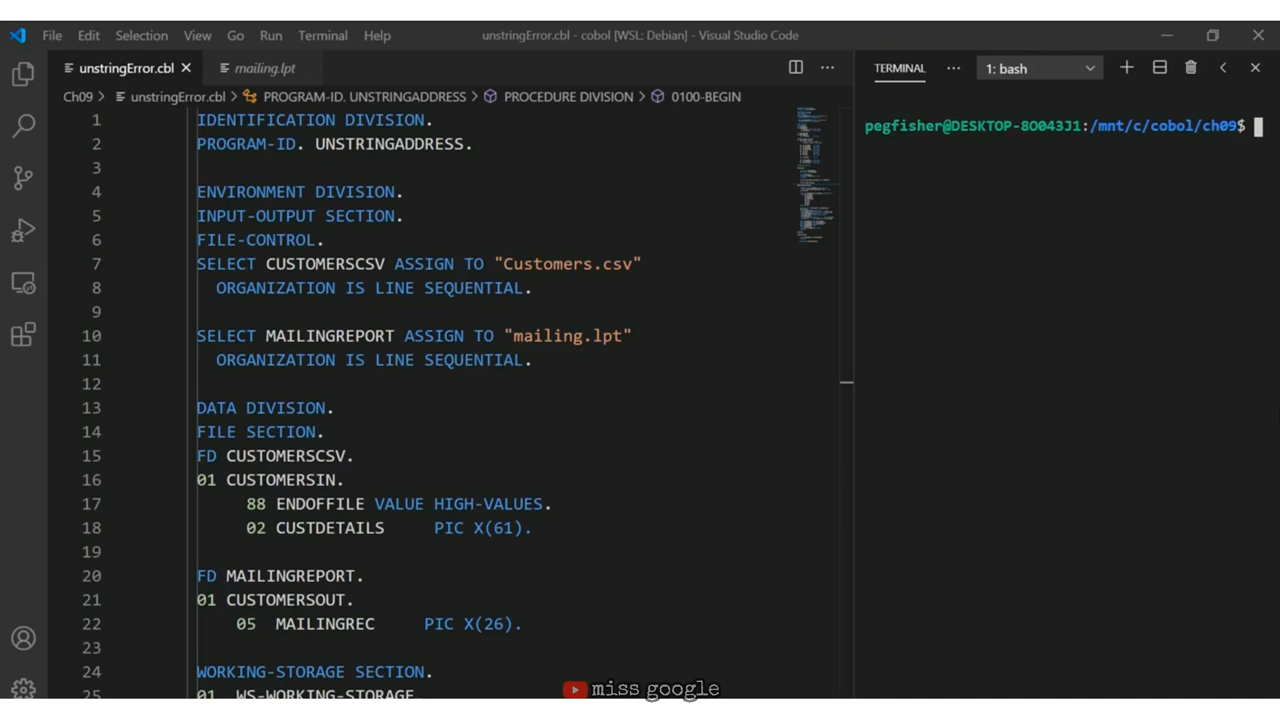 File Edit Selection View Go Run Terminal Help unstringError.cbl - cobol [WSL: Debian] - Visual Studio Code
unstringError.cbl mailing.lpt
TERMINAL 1: bash
Ch09 > unstringError.cbl > PROGRAM-ID. UNSTRINGADDRESS > PROCEDURE DIVISION > 0100-BEGIN
pegfisher@DESKTOP-8O043J1:/mnt/c/cobol/ch09$
1 IDENTIFICATION DIVISION.
2 PROGRAM-ID. UNSTRINGADDRESS.
3
4 ENVIRONMENT DIVISION.
5 INPUT-OUTPUT SECTION.
6 FILE-CONTROL.
7 SELECT CUSTOMERSCSV ASSIGN TO "Customers.csv"
8 ORGANIZATION IS LINE SEQUENTIAL.
9
10 SELECT MAILINGREPORT ASSIGN TO "mailing.lpt"
11 ORGANIZATION IS LINE SEQUENTIAL.
12
13 DATA DIVISION.
14 FILE SECTION.
15 FD CUSTOMERSCSV.
16 01 CUSTOMERSIN.
17 88 ENDOFFILE VALUE HIGH-VALUES.
18 02 CUSTDETAILS PIC X(61).
19
20 FD MAILINGREPORT.
21 01 CUSTOMERSOUT.
22 05 MAILINGREC PIC X(26).
23
24 WORKING-STORAGE SECTION.
25 01 WS-WORKING-STORAGE.
miss google